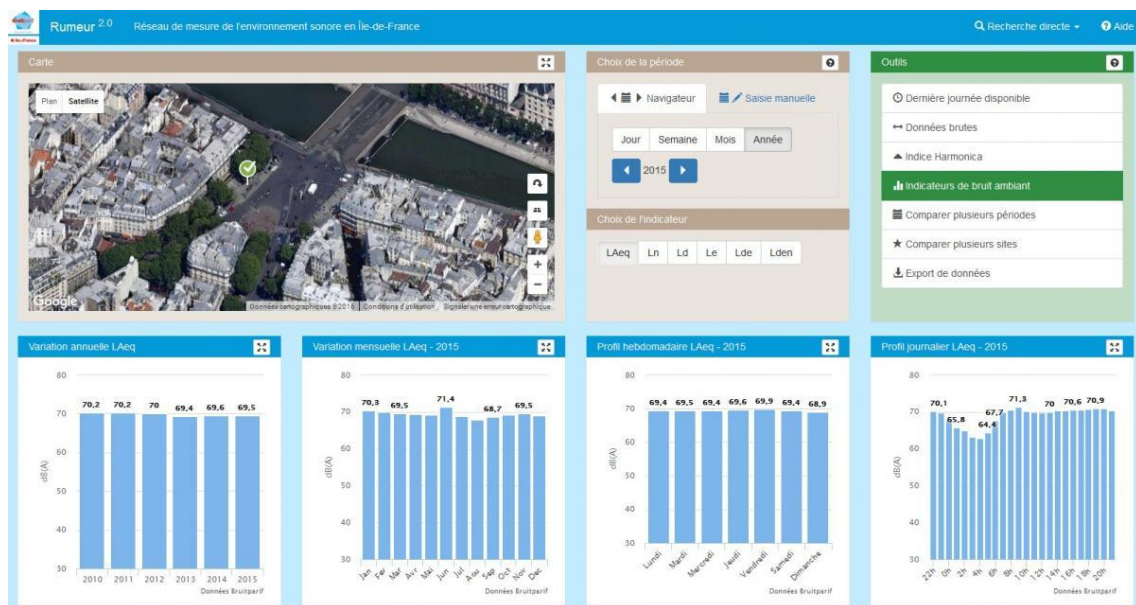 Rumeur 2.0
Réseau de mesure de l'environnement sonore en Île-de-France
Recherche directe
Aide
Carte
Plan Satellite
Google
Données cartographiques ©2016 Conditions d'utilisation Signaler une erreur cartographique
Choix de la période
Navigateur
Saisie manuelle
Jour Semaine Mois Année
2015
Choix de l'indicateur
LAeq Ln Ld Le Lde Lden
Outils
Dernière journée disponible
Données brutes
Indice Harmonica
Indicateurs de bruit ambiant
Comparer plusieurs périodes
Comparer plusieurs sites
Export de données
Variation annuelle LAeq
dB(A)
80
70
60
50
40
30
70,2 70,2 70 69,4 69,6 69,5
2010 2011 2012 2013 2014 2015
Données Bruitparif
Variation mensuelle LAeq - 2015
dB(A)
80
70
60
50
40
30
70,3 69,5 71,4 68,7 69,5
Jan Fev Mar Avr Mai Jun Jul Aou Sep Oct Nov Dec
Données Bruitparif
Profil hebdomadaire LAeq - 2015
dB(A)
80
70
60
50
40
30
69,4 69,5 69,4 69,6 69,9 69,4 68,9
Lundi Mardi Mercredi Jeudi Vendredi Samedi Dimanche
Données Bruitparif
Profil journalier LAeq - 2015
dB(A)
80
70
60
50
40
30
70,1 65,8 64,4 67,7 71,3 70 70,6 70,9
22h 0h 2h 4h 6h 8h 10h 12h 14h 16h 18h 20h
Données Bruitparif